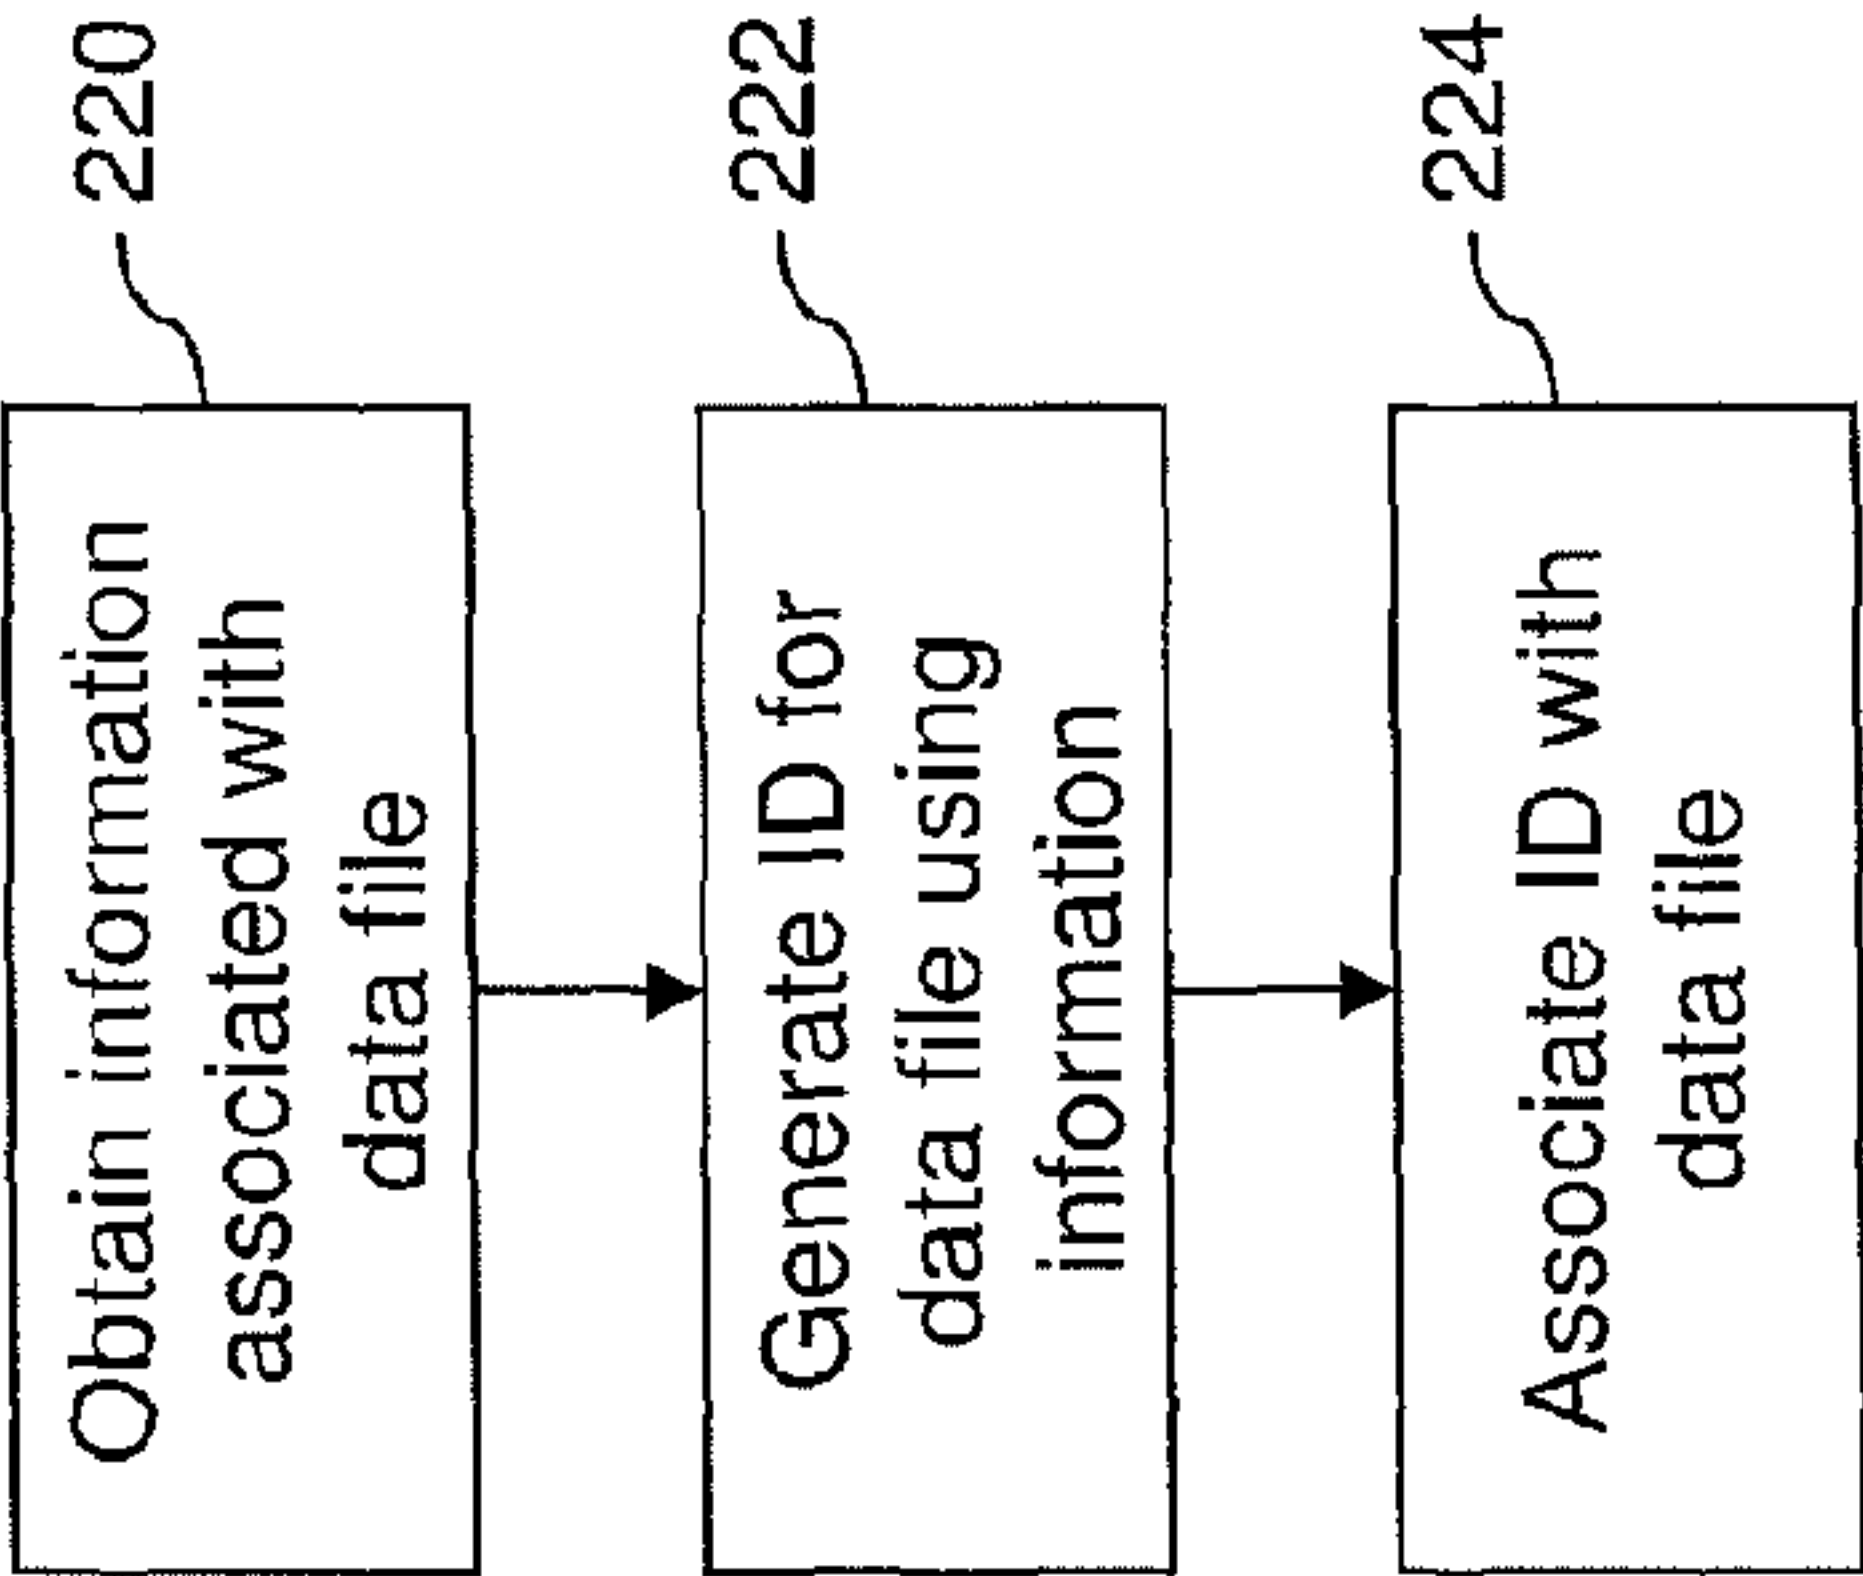 Obtain information
associated with
data file
220
Generate ID for
data file using
information
222
Associate ID with
data file
224